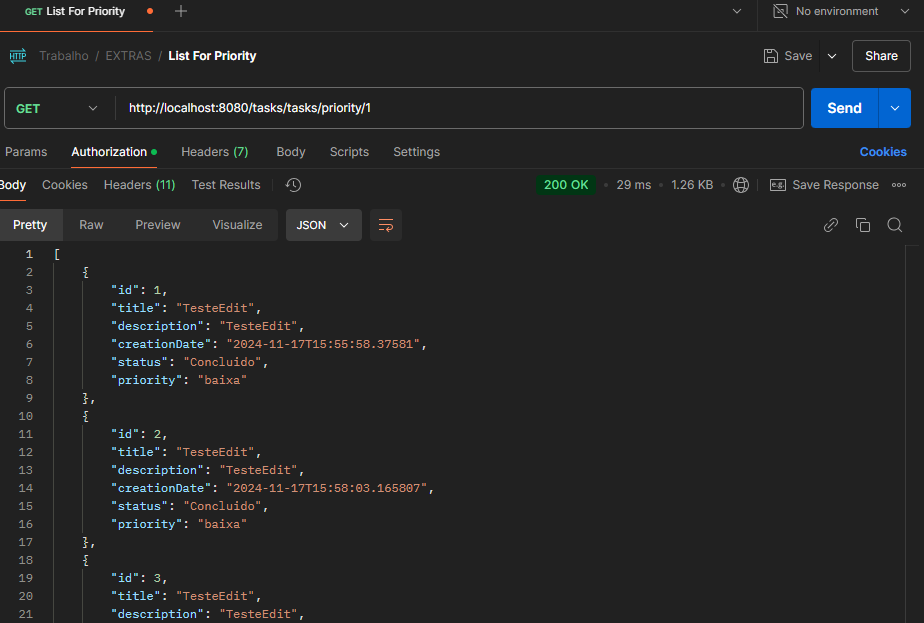 GET List For Priority
No environment
HTTP Trabalho / EXTRAS / List For Priority
Save
Share
GET
http://localhost:8080/tasks/tasks/priority/1
Send
Params Authorization Headers (7) Body Scripts Settings
Cookies
Body Cookies Headers (11) Test Results
200 OK • 29 ms • 1.26 KB
e.g. Save Response
Pretty Raw Preview Visualize JSON
1 [
2 {
3 "id": 1,
4 "title": "TesteEdit",
5 "description": "TesteEdit",
6 "creationDate": "2024-11-17T15:55:58.37581",
7 "status": "Concluido",
8 "priority": "baixa"
9 },
10 {
11 "id": 2,
12 "title": "TesteEdit",
13 "description": "TesteEdit",
14 "creationDate": "2024-11-17T15:58:03.165807",
15 "status": "Concluido",
16 "priority": "baixa"
17 },
18 {
19 "id": 3,
20 "title": "TesteEdit",
21 "description": "TesteEdit",